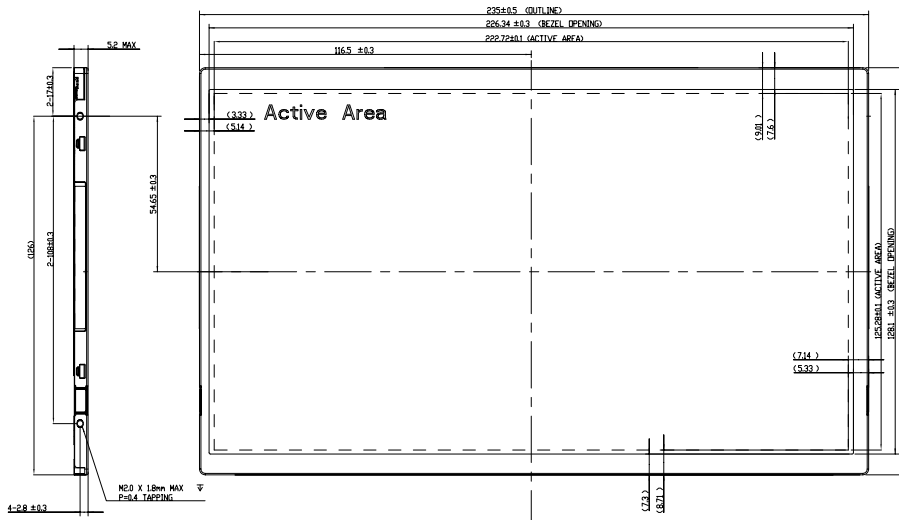 235±0.5 (OUTLINE)
226.34 ±0.3 (BEZEL OPENING)
222.72±0.1 (ACTIVE AREA)
116.5 ±0.3
5.2 MAX
2-17±0.3
(3.33 )
(5.14 )
Active Area
(9.01 )
(7.6 )
54.65 ±0.3
(126)
2-108±0.3
125.28±0.1 (ACTIVE AREA)
128.1 ±0.3 (BEZEL OPENING)
(7.14 )
(5.33 )
(7.3 )
(8.71 )
M2.0 X 1.8mm MAX
P=0.4 TAPPING
4-2.8 ±0.3